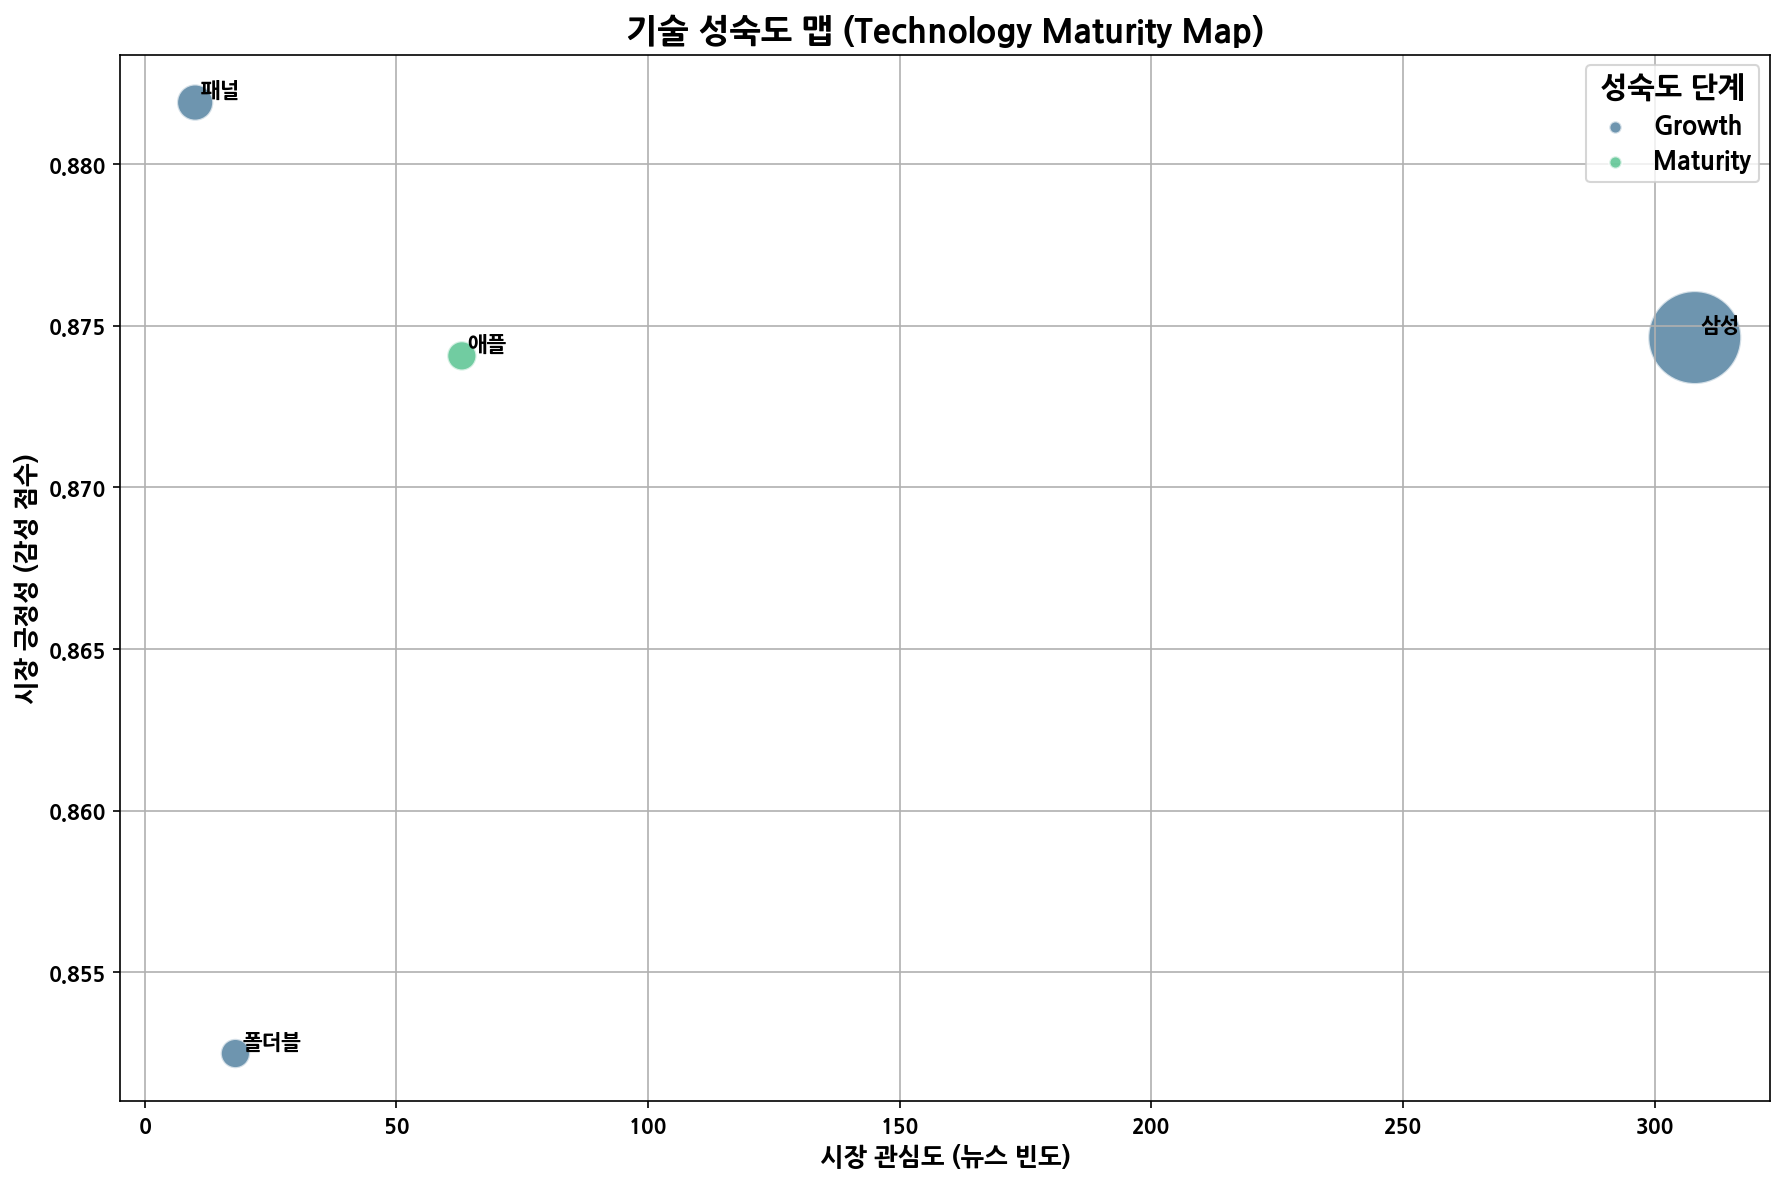 기술 성숙도 맵 (Technology Maturity Map)
성숙도 단계
Growth
Maturity
패널
애플
삼성
폴더블
시장 긍정성 (감성 점수)
0.880
0.875
0.870
0.865
0.860
0.855
0
50
100
150
200
250
300
시장 관심도 (뉴스 빈도)